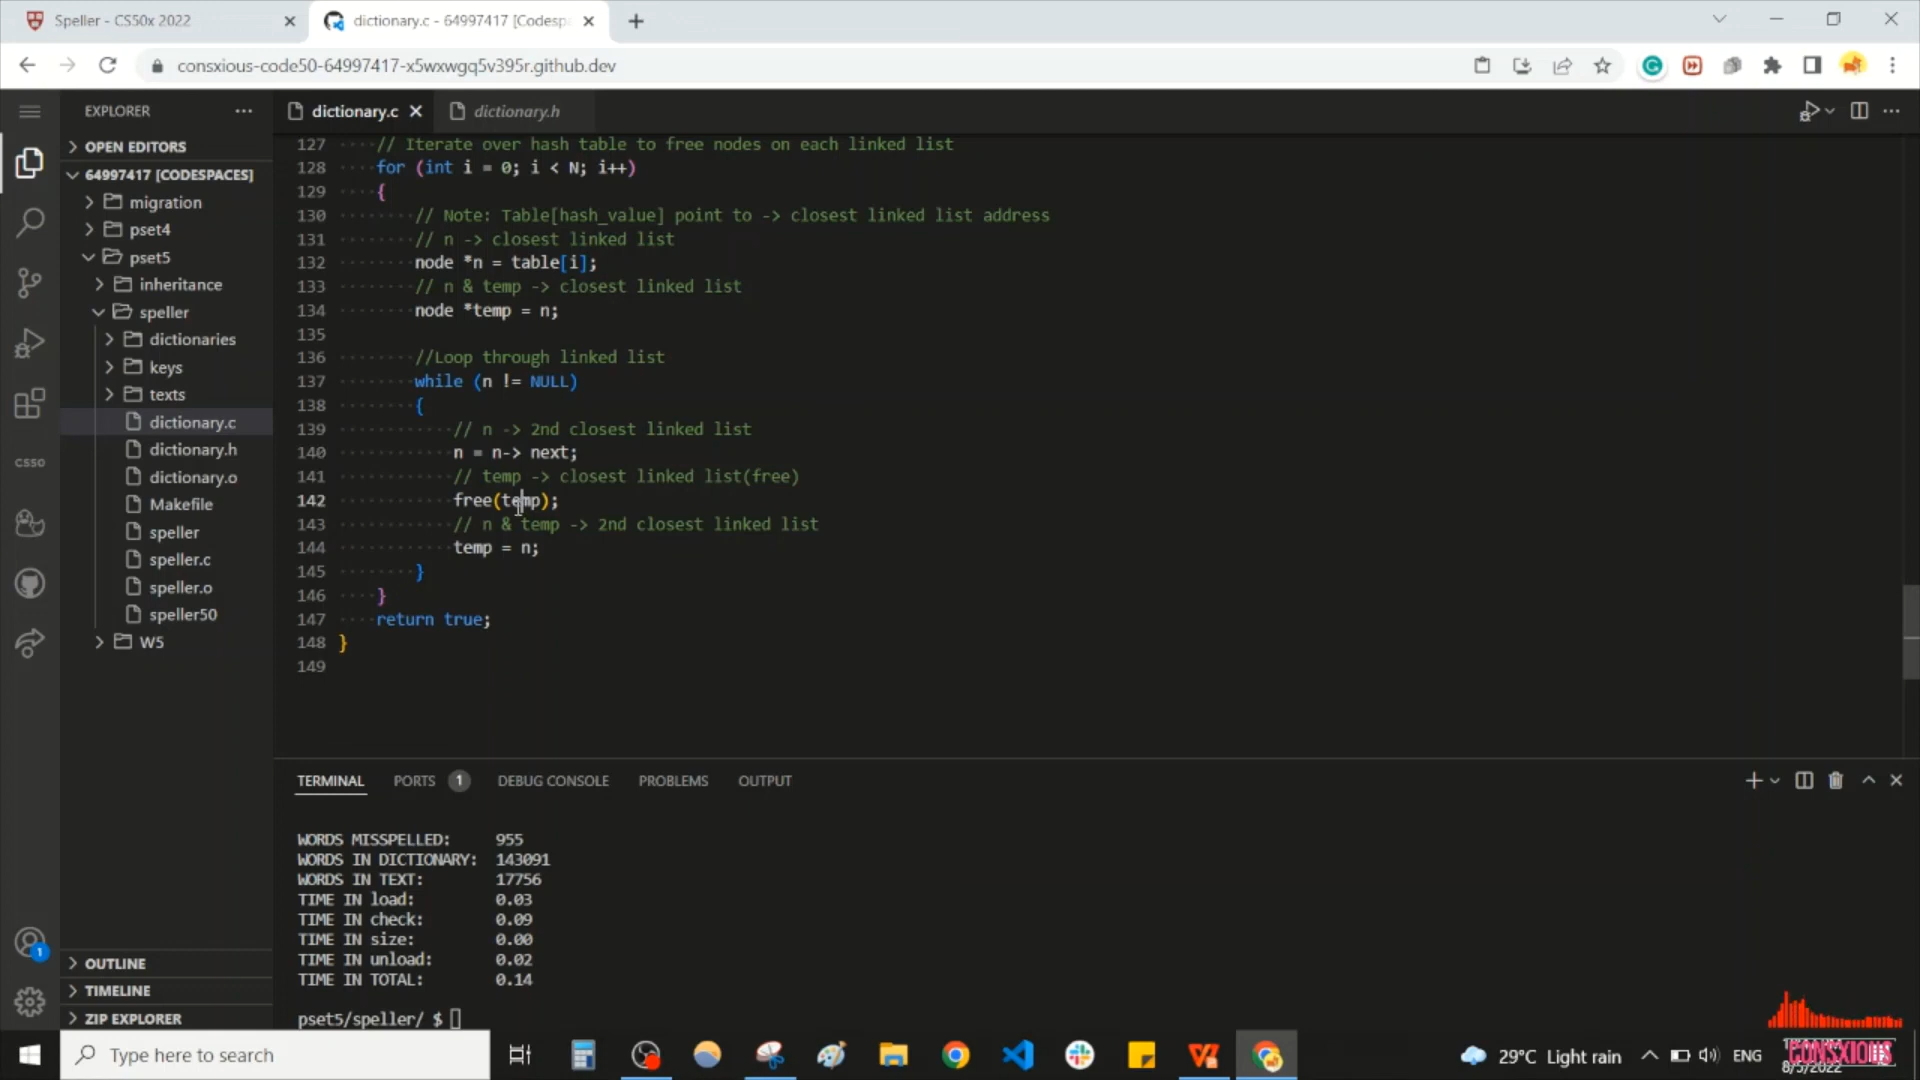 Speller - CS50x 2022
dictionary.c - 64997417 [Codesp
consxious-code50-64997417-x5wxwgq5v395r.github.dev
EXPLORER
dictionary.c
dictionary.h
OPEN EDITORS
64997417 [CODESPACES]
migration
pset4
pset5
inheritance
speller
dictionaries
keys
texts
dictionary.c
dictionary.h
dictionary.o
Makefile
speller
speller.c
speller.o
speller50
W5
OUTLINE
TIMELINE
ZIP EXPLORER
CS50
1
127 // Iterate over hash table to free nodes on each linked list
128 for (int i = 0; i < N; i++)
129 {
130 // Note: Table[hash_value] point to -> closest linked list address
131 // n -> closest linked list
132 node *n = table[i];
133 // n & temp -> closest linked list
134 node *temp = n;
135
136 //Loop through linked list
137 while (n != NULL)
138 {
139 // n -> 2nd closest linked list
140 n = n-> next;
141 // temp -> closest linked list(free)
142 free(temp);
143 // n & temp -> 2nd closest linked list
144 temp = n;
145 }
146 }
147 return true;
148 }
149
TERMINAL PORTS 1 DEBUG CONSOLE PROBLEMS OUTPUT
WORDS MISSPELLED: 955
WORDS IN DICTIONARY: 143091
WORDS IN TEXT: 17756
TIME IN load: 0.03
TIME IN check: 0.09
TIME IN size: 0.00
TIME IN unload: 0.02
TIME IN TOTAL: 0.14
pset5/speller/ $
Type here to search
29°C Light rain
ENG
CONSXIOUS
8/5/2022